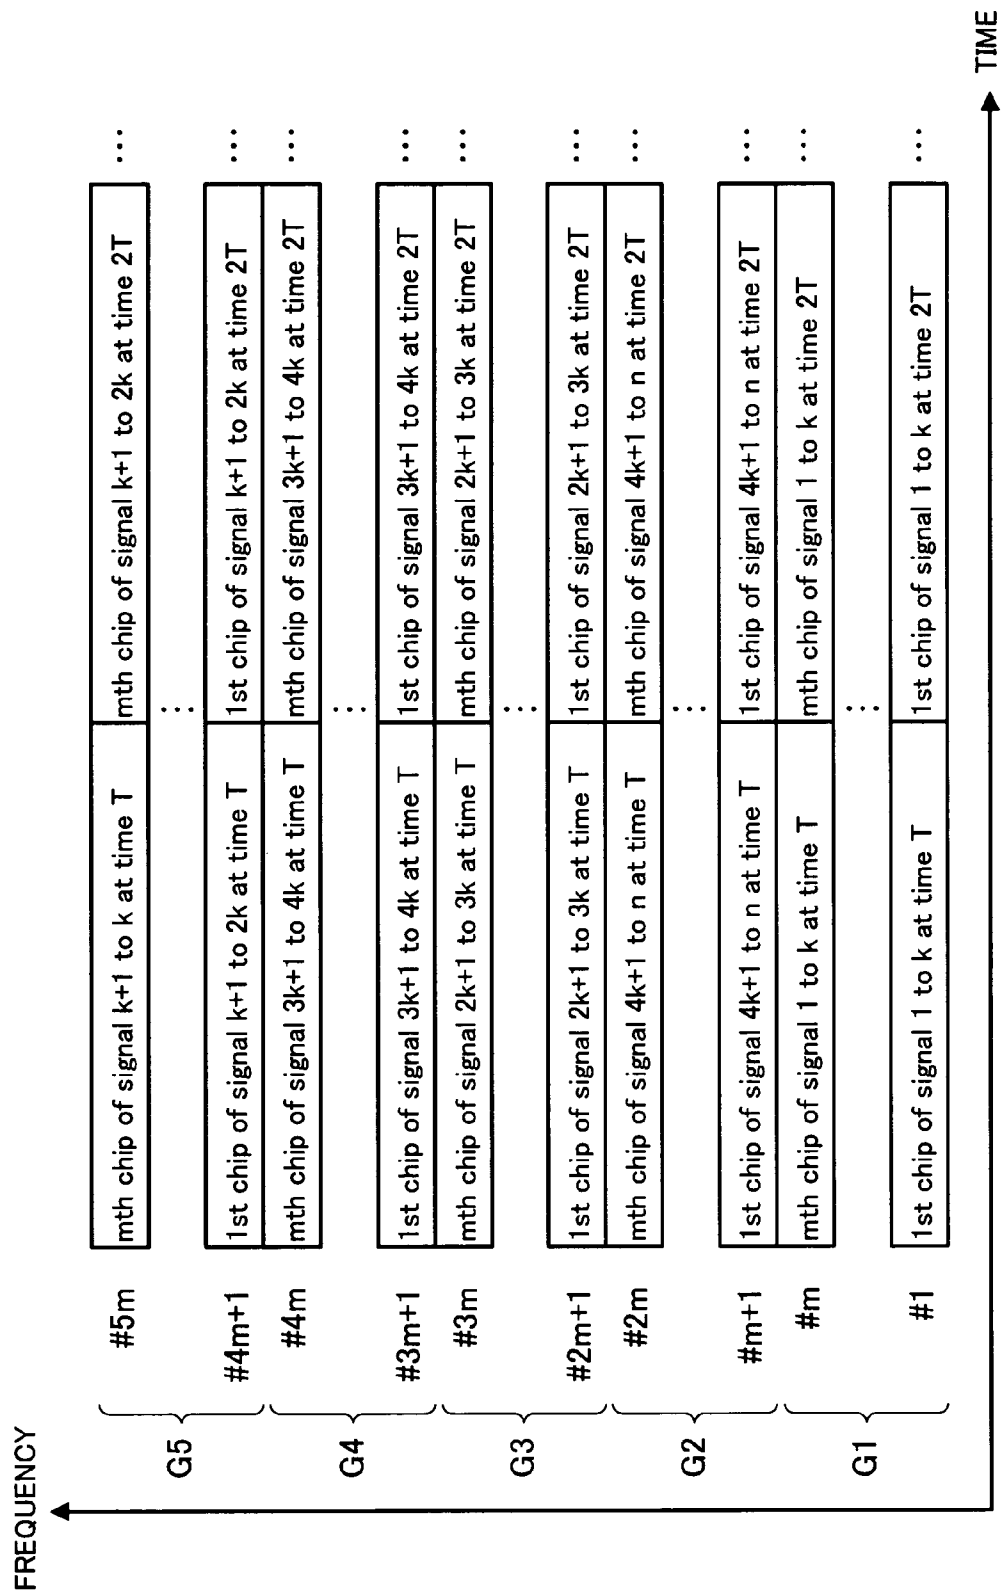 FREQUENCY
G5
#5m
mth chip of signal k+1 to k at time T
mth chip of signal k+1 to 2k at time 2T
...
...
#4m+1
1st chip of signal k+1 to 2k at time T
1st chip of signal k+1 to 2k at time 2T
...
G4
#4m
mth chip of signal 3k+1 to 4k at time T
mth chip of signal 3k+1 to 4k at time 2T
...
...
#3m+1
1st chip of signal 3k+1 to 4k at time T
1st chip of signal 3k+1 to 4k at time 2T
...
G3
#3m
mth chip of signal 2k+1 to 3k at time T
mth chip of signal 2k+1 to 3k at time 2T
...
...
#2m+1
1st chip of signal 2k+1 to 3k at time T
1st chip of signal 2k+1 to 3k at time 2T
...
G2
#2m
mth chip of signal 4k+1 to n at time T
mth chip of signal 4k+1 to n at time 2T
...
...
#m+1
1st chip of signal 4k+1 to n at time T
1st chip of signal 4k+1 to n at time 2T
...
G1
#m
mth chip of signal 1 to k at time T
mth chip of signal 1 to k at time 2T
...
...
#1
1st chip of signal 1 to k at time T
1st chip of signal 1 to k at time 2T
...
TIME